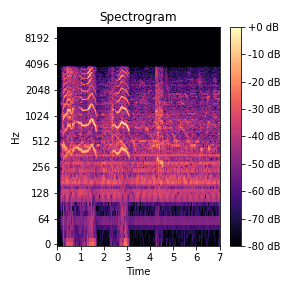 Spectrogram
+0 dB
8192
-10 dB
4096
-20 dB
2048
-30 dB
1024
Hz
512
-40 dB
256
-50 dB
128
-60 dB
64
-70 dB
0
-80 dB
0 1 2 3 4 5 6 7
Time